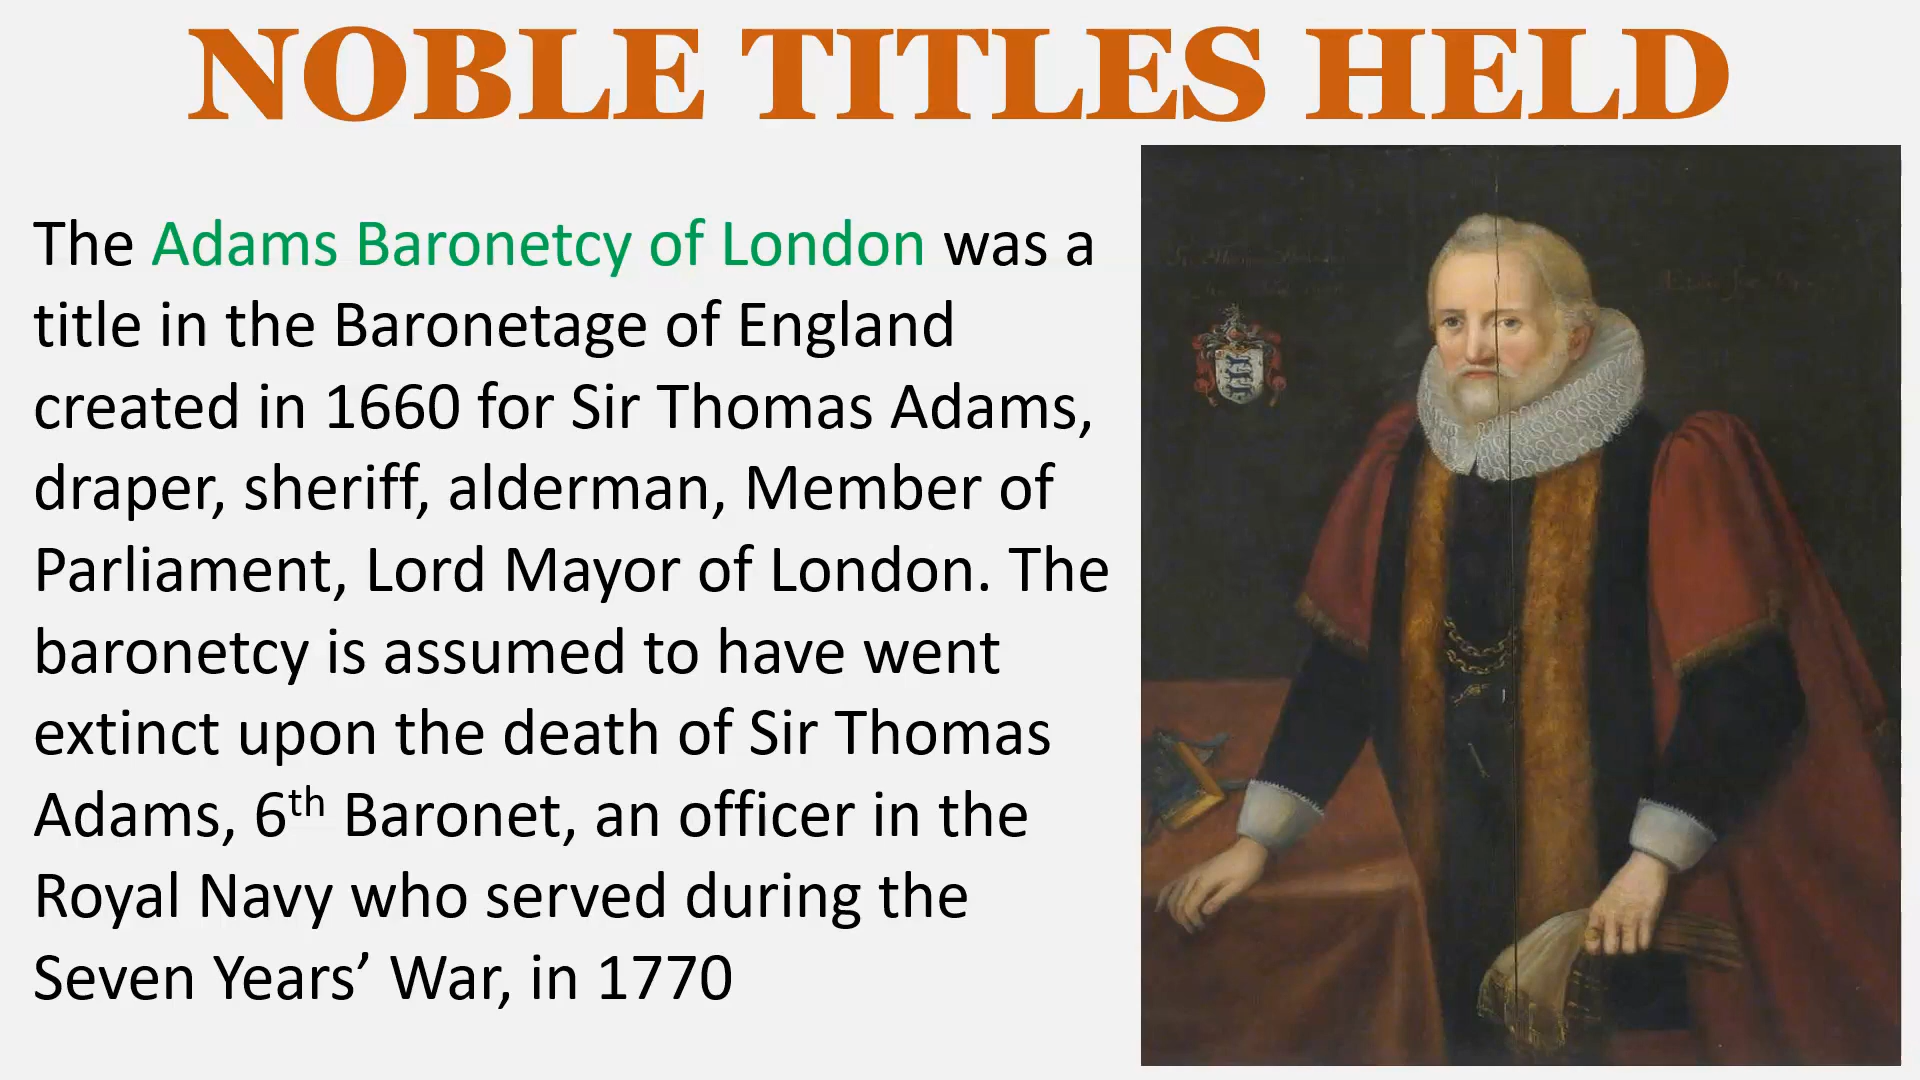 NOBLE TITLES HELD
The Adams Baronetcy of London was a
title in the Baronetage of England
created in 1660 for Sir Thomas Adams,
draper, sheriff, alderman, Member of
Parliament, Lord Mayor of London. The
baronetcy is assumed to have went
extinct upon the death of Sir Thomas
Adams, 6th Baronet, an officer in the
Royal Navy who served during the
Seven Years’ War, in 1770